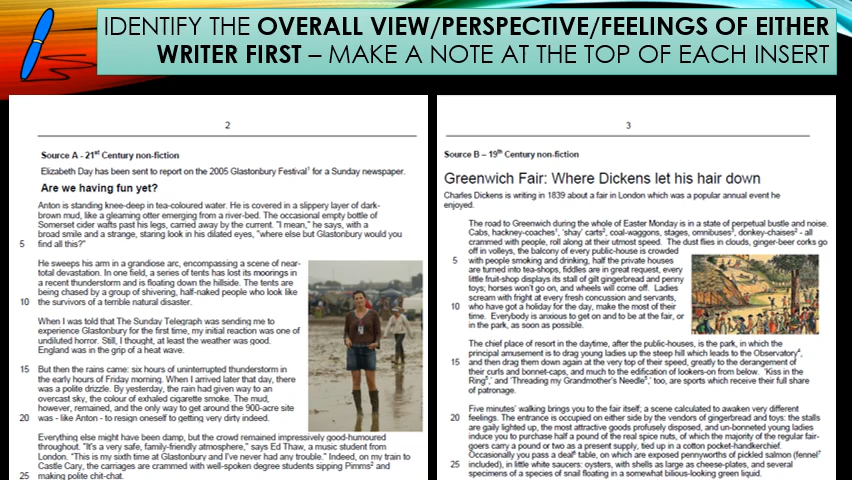 IDENTIFY THE OVERALL VIEW/PERSPECTIVE/FEELINGS OF EITHER
WRITER FIRST – MAKE A NOTE AT THE TOP OF EACH INSERT
2
Source A - 21st Century non-fiction
Elizabeth Day has been sent to report on the 2005 Glastonbury Festival¹ for a Sunday newspaper.
Are we having fun yet?
Anton is standing knee-deep in tea-coloured water. He is covered in a slippery layer of dark-
brown mud, like a gleaming otter emerging from a river-bed. The occasional empty bottle of
Somerset cider wafts past his legs, carried away by the current. "I mean," he says, with a
broad smile and a strange, staring look in his dilated eyes, "where else but Glastonbury would you
5 find all this?"
He sweeps his arm in a grandiose arc, encompassing a scene of near-
total devastation. In one field, a series of tents has lost its moorings in
a recent thunderstorm and is floating down the hillside. The tents are
being chased by a group of shivering, half-naked people who look like
10 the survivors of a terrible natural disaster.
When I was told that The Sunday Telegraph was sending me to
experience Glastonbury for the first time, my initial reaction was one of
undiluted horror. Still, I thought, at least the weather was good.
England was in the grip of a heat wave.
15 But then the rains came: six hours of uninterrupted thunderstorm in
the early hours of Friday morning. When I arrived later that day, there
was a polite drizzle. By yesterday, the rain had given way to an
overcast sky, the colour of exhaled cigarette smoke. The mud,
however, remained, and the only way to get around the 900-acre site
20 was - like Anton - to resign oneself to getting very dirty indeed.
Everything else might have been damp, but the crowd remained impressively good-humoured
throughout. "It's a very safe, family-friendly atmosphere," says Ed Thaw, a music student from
London. "This is my sixth time at Glastonbury and I've never had any trouble." Indeed, on my train to
Castle Cary, the carriages are crammed with well-spoken degree students sipping Pimms² and
25 making polite chit-chat.
3
Source B – 19th Century non-fiction
Greenwich Fair: Where Dickens let his hair down
Charles Dickens is writing in 1839 about a fair in London which was a popular annual event he
enjoyed.
The road to Greenwich during the whole of Easter Monday is in a state of perpetual bustle and noise.
Cabs, hackney-coaches¹, 'shay' carts², coal-waggons, stages, omnibuses³, donkey-chaises² - all
crammed with people, roll along at their utmost speed. The dust flies in clouds, ginger-beer corks go
off in volleys, the balcony of every public-house is crowded
5 with people smoking and drinking, half the private houses
are turned into tea-shops, fiddles are in great request, every
little fruit-shop displays its stall of gilt gingerbread and penny
toys; horses won't go on, and wheels will come off. Ladies
scream with fright at every fresh concussion and servants,
10 who have got a holiday for the day, make the most of their
time. Everybody is anxious to get on and to be at the fair, or
in the park, as soon as possible.
The chief place of resort in the daytime, after the public-houses, is the park, in which the
principal amusement is to drag young ladies up the steep hill which leads to the Observatory⁴,
15 and then drag them down again at the very top of their speed, greatly to the derangement of
their curls and bonnet-caps, and much to the edification of lookers-on from below. 'Kiss in the
Ring⁵,' and 'Threading my Grandmother's Needle⁵,' too, are sports which receive their full share
of patronage.
Five minutes' walking brings you to the fair itself; a scene calculated to awaken very different
20 feelings. The entrance is occupied on either side by the vendors of gingerbread and toys: the stalls
are gaily lighted up, the most attractive goods profusely disposed, and un-bonneted young ladies
induce you to purchase half a pound of the real spice nuts, of which the majority of the regular fair-
goers carry a pound or two as a present supply, tied up in a cotton pocket-handkerchief.
Occasionally you pass a deal⁶ table, on which are exposed pennyworths of pickled salmon (fennel⁷
25 included), in little white saucers: oysters, with shells as large as cheese-plates, and several
specimens of a species of snail floating in a somewhat bilious-looking green liquid.